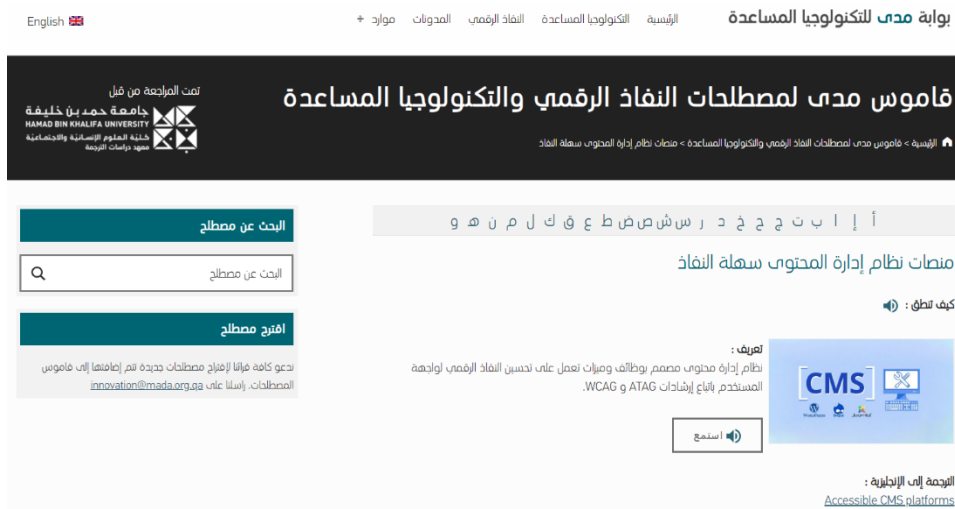 بوابة مدى للتكنولوجيا المساعدة
الرئيسية التكنولوجيا المساعدة النفاذ الرقمي المدونات موارد +
English
قاموس مدى لمصطلحات النفاذ الرقمي والتكنولوجيا المساعدة
الرئيسية > قاموس مدى لمصطلحات النفاذ الرقمي والتكنولوجيا المساعدة > منصات نظام إدارة المحتوى سهلة النفاذ
تمت المراجعة من قبل
جامعة حمد بن خليفة
HAMAD BIN KHALIFA UNIVERSITY
كلية العلوم الإنسانية والاجتماعية
معهد دراسات الترجمة
أ إ ا ب ت ج ح خ د ر س ش ص ض ط ع ق ك ل م ن ه و
منصات نظام إدارة المحتوى سهلة النفاذ
كيف تنطق :
تعريف :
نظام إدارة محتوى مصمم بوظائف وميزات تعمل على تحسين النفاذ الرقمي لواجهة
المستخدم باتباع إرشادات WCAG و ATAG.
استمع
CMS
الترجمة إلى الإنجليزية :
Accessible CMS platforms
البحث عن مصطلح
البحث عن مصطلح
اقترح مصطلح
ندعو كافة قرائنا لإقتراح مصطلحات جديدة تتم إضافتها إلى قاموس
المصطلحات. راسلنا على innovation@mada.org.qa